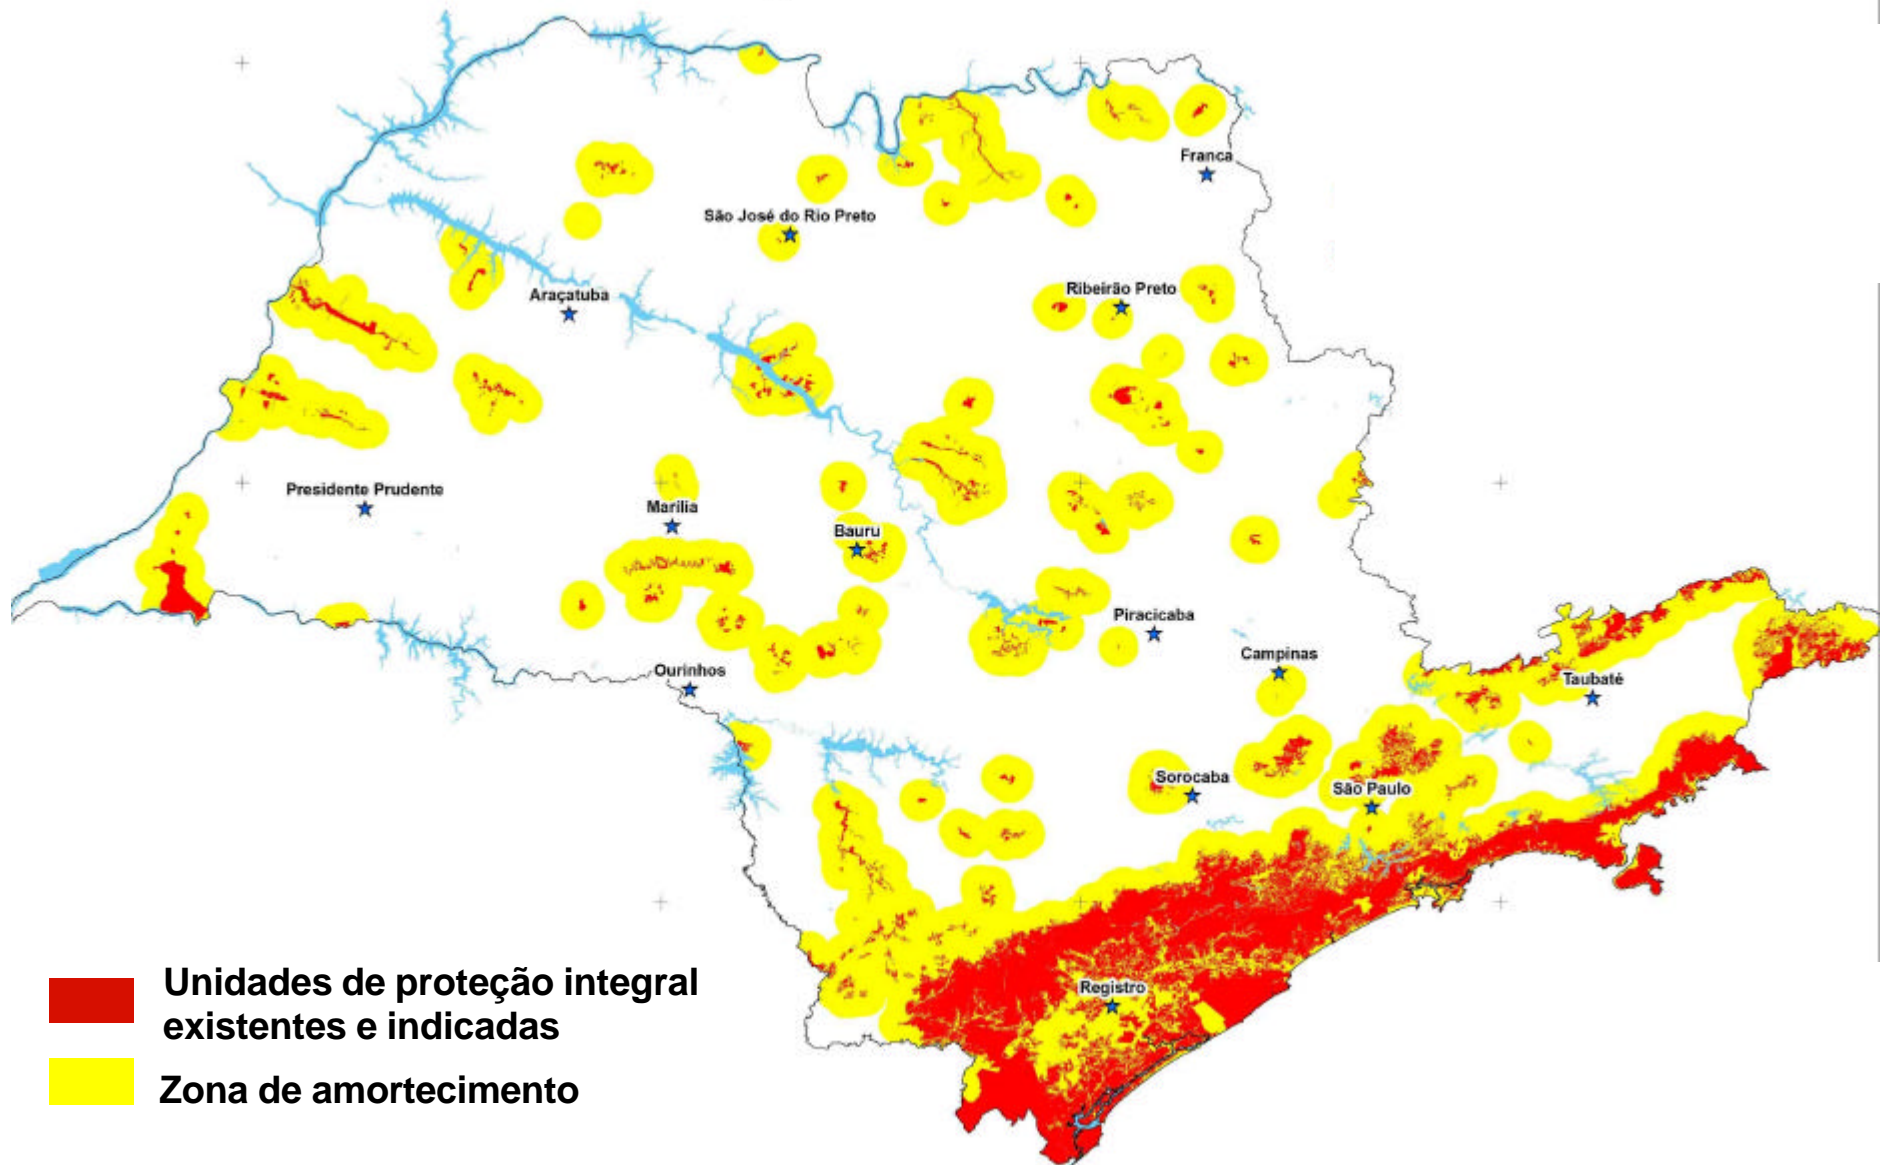 Franca
São José do Rio Preto
Ribeirão Preto
Araçatuba
Presidente Prudente
Marília
Bauru
Piracicaba
Campinas
Ourinhos
Taubaté
Sorocaba
São Paulo
Registro
Unidades de proteção integral
existentes e indicadas
Zona de amortecimento